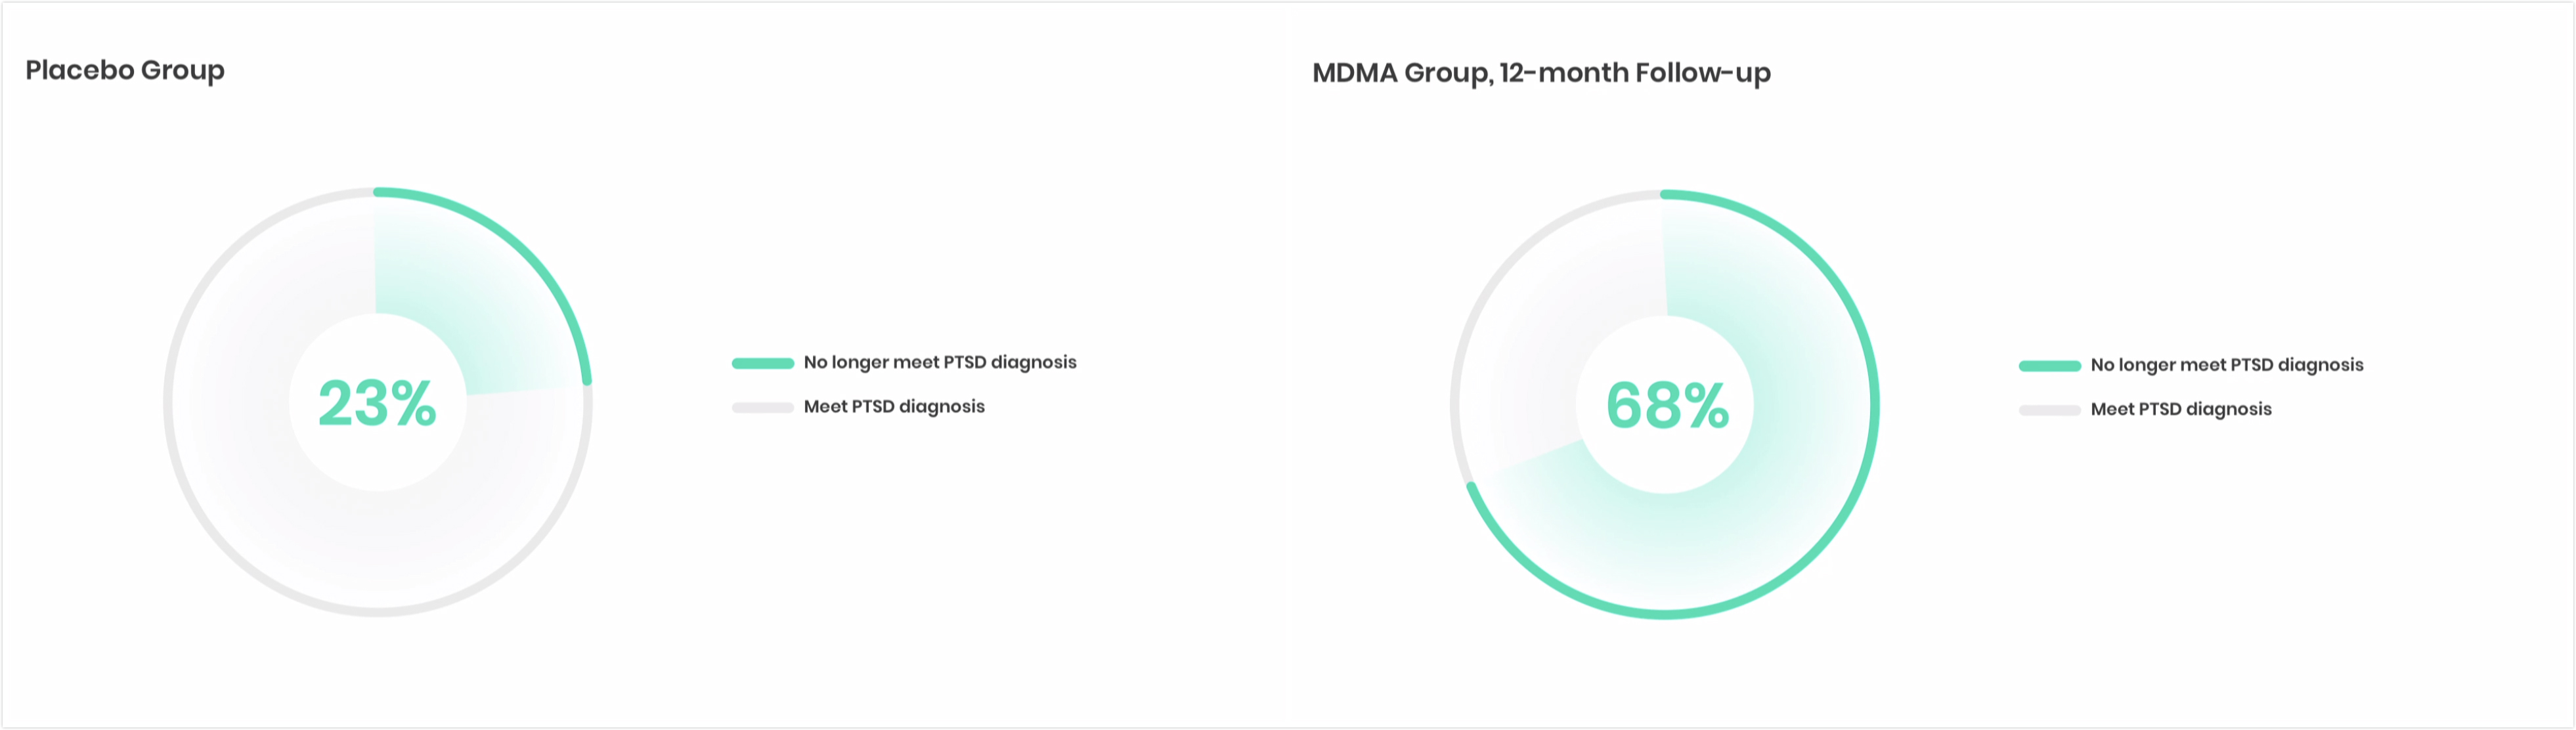 Placebo Group
23%
No longer meet PTSD diagnosis
Meet PTSD diagnosis
MDMA Group, 12-month Follow-up
68%
No longer meet PTSD diagnosis
Meet PTSD diagnosis